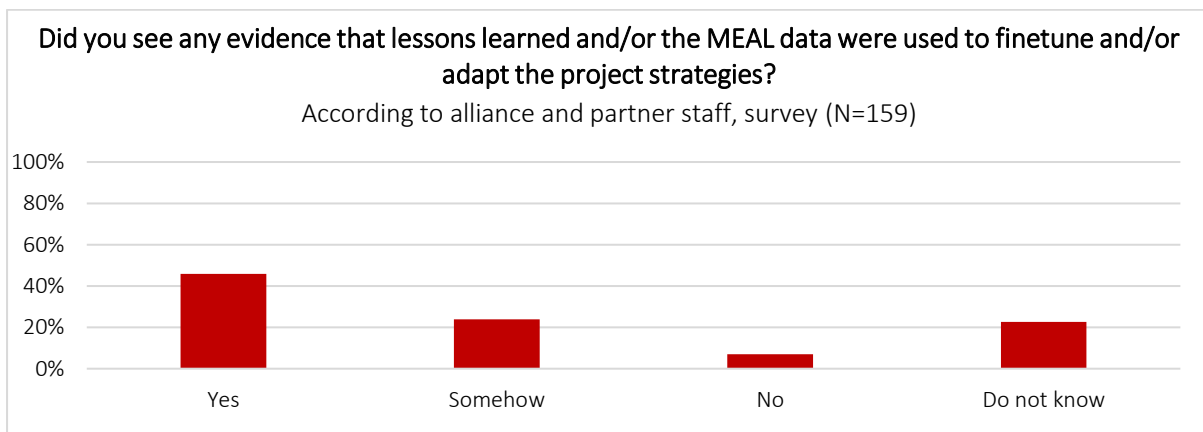 Did you see any evidence that lessons learned and/or the MEAL data were used to finetune and/or
adapt the project strategies?
According to alliance and partner staff, survey (N=159)
100%
80%
60%
40%
20%
0%
Yes
Somehow
No
Do not know